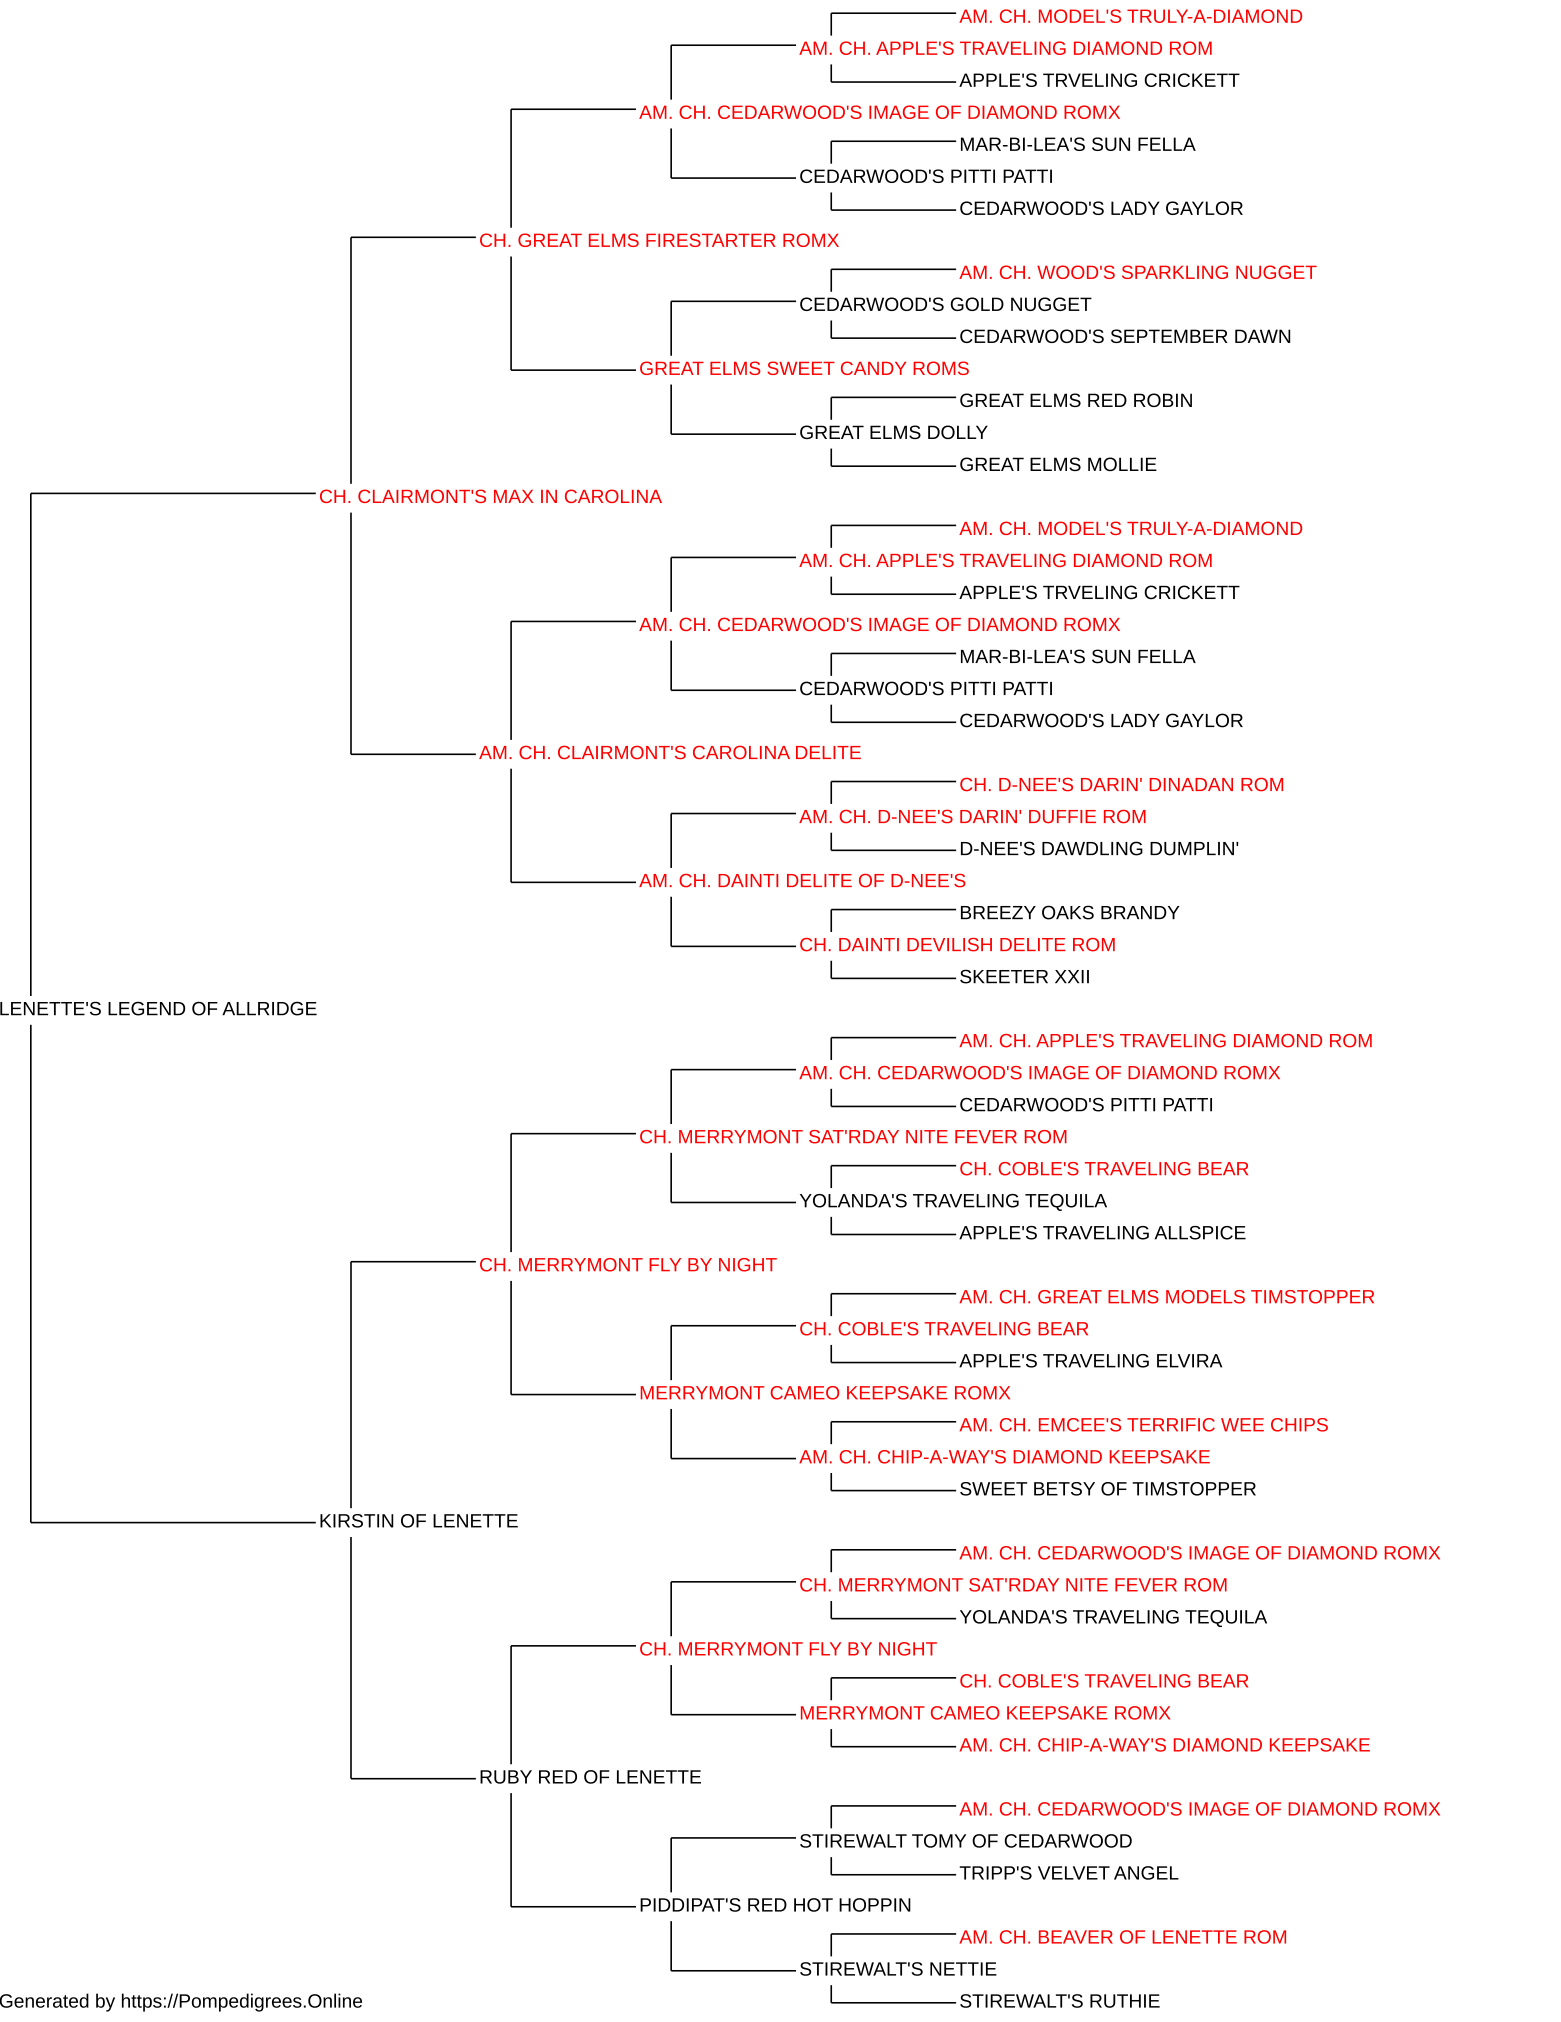 AM. CH. MODEL'S TRULY-A-DIAMOND
AM. CH. APPLE'S TRAVELING DIAMOND ROM
APPLE'S TRVELING CRICKETT
AM. CH. CEDARWOOD'S IMAGE OF DIAMOND ROMX
MAR-BI-LEA'S SUN FELLA
CEDARWOOD'S PITTI PATTI
CEDARWOOD'S LADY GAYLOR
CH. GREAT ELMS FIRESTARTER ROMX
AM. CH. WOOD'S SPARKLING NUGGET
CEDARWOOD'S GOLD NUGGET
CEDARWOOD'S SEPTEMBER DAWN
GREAT ELMS SWEET CANDY ROMS
GREAT ELMS RED ROBIN
GREAT ELMS DOLLY
GREAT ELMS MOLLIE
CH. CLAIRMONT'S MAX IN CAROLINA
AM. CH. MODEL'S TRULY-A-DIAMOND
AM. CH. APPLE'S TRAVELING DIAMOND ROM
APPLE'S TRVELING CRICKETT
AM. CH. CEDARWOOD'S IMAGE OF DIAMOND ROMX
MAR-BI-LEA'S SUN FELLA
CEDARWOOD'S PITTI PATTI
CEDARWOOD'S LADY GAYLOR
AM. CH. CLAIRMONT'S CAROLINA DELITE
CH. D-NEE'S DARIN' DINADAN ROM
AM. CH. D-NEE'S DARIN' DUFFIE ROM
D-NEE'S DAWDLING DUMPLIN'
AM. CH. DAINTI DELITE OF D-NEE'S
BREEZY OAKS BRANDY
CH. DAINTI DEVILISH DELITE ROM
SKEETER XXII
LENETTE'S LEGEND OF ALLRIDGE
AM. CH. APPLE'S TRAVELING DIAMOND ROM
AM. CH. CEDARWOOD'S IMAGE OF DIAMOND ROMX
CEDARWOOD'S PITTI PATTI
CH. MERRYMONT SAT'RDAY NITE FEVER ROM
CH. COBLE'S TRAVELING BEAR
YOLANDA'S TRAVELING TEQUILA
APPLE'S TRAVELING ALLSPICE
CH. MERRYMONT FLY BY NIGHT
AM. CH. GREAT ELMS MODELS TIMSTOPPER
CH. COBLE'S TRAVELING BEAR
APPLE'S TRAVELING ELVIRA
MERRYMONT CAMEO KEEPSAKE ROMX
AM. CH. EMCEE'S TERRIFIC WEE CHIPS
AM. CH. CHIP-A-WAY'S DIAMOND KEEPSAKE
SWEET BETSY OF TIMSTOPPER
KIRSTIN OF LENETTE
AM. CH. CEDARWOOD'S IMAGE OF DIAMOND ROMX
CH. MERRYMONT SAT'RDAY NITE FEVER ROM
YOLANDA'S TRAVELING TEQUILA
CH. MERRYMONT FLY BY NIGHT
CH. COBLE'S TRAVELING BEAR
MERRYMONT CAMEO KEEPSAKE ROMX
AM. CH. CHIP-A-WAY'S DIAMOND KEEPSAKE
RUBY RED OF LENETTE
AM. CH. CEDARWOOD'S IMAGE OF DIAMOND ROMX
STIREWALT TOMY OF CEDARWOOD
TRIPP'S VELVET ANGEL
PIDDIPAT'S RED HOT HOPPIN
AM. CH. BEAVER OF LENETTE ROM
STIREWALT'S NETTIE
STIREWALT'S RUTHIE
Generated by https://Pompedigrees.Online